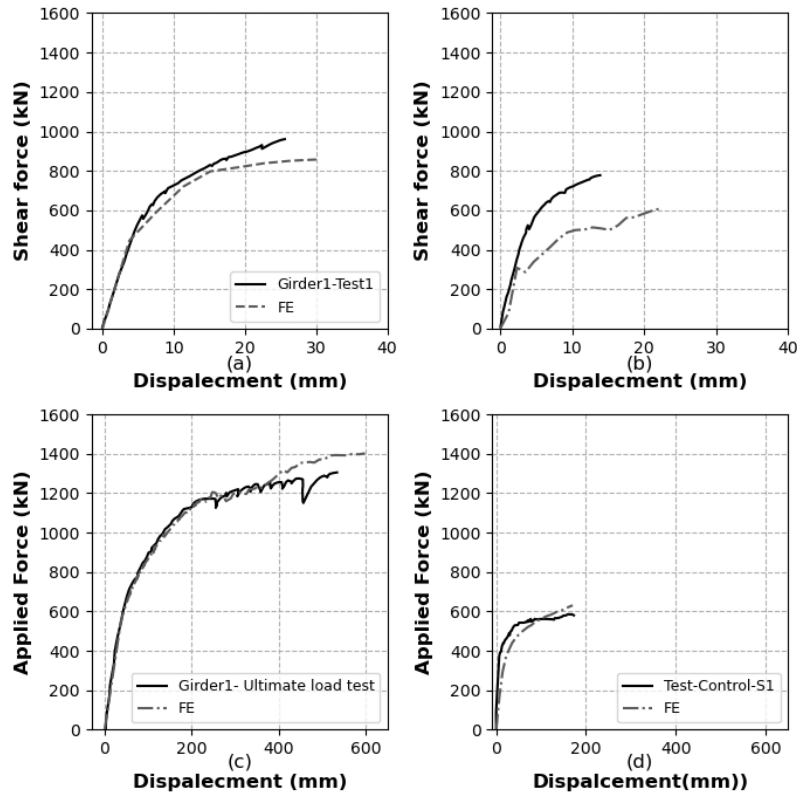 1600
1400
1200
1000
800
600
400
200
0
Shear force (kN)
Girder1-Test1
FE
0 10 20 30 40
(a)
Dispalecment (mm)
1600
1400
1200
1000
800
600
400
200
0
Shear force (kN)
0 10 20 30 40
(b)
Dispalecment (mm)
1600
1400
1200
1000
800
600
400
200
0
Applied Force (kN)
Girder1- Ultimate load test
FE
0 200 400 600
(c)
Dispalecment (mm)
1600
1400
1200
1000
800
600
400
200
0
Applied Force (kN)
Test-Control-S1
FE
0 200 400 600
(d)
Dispalcement(mm))